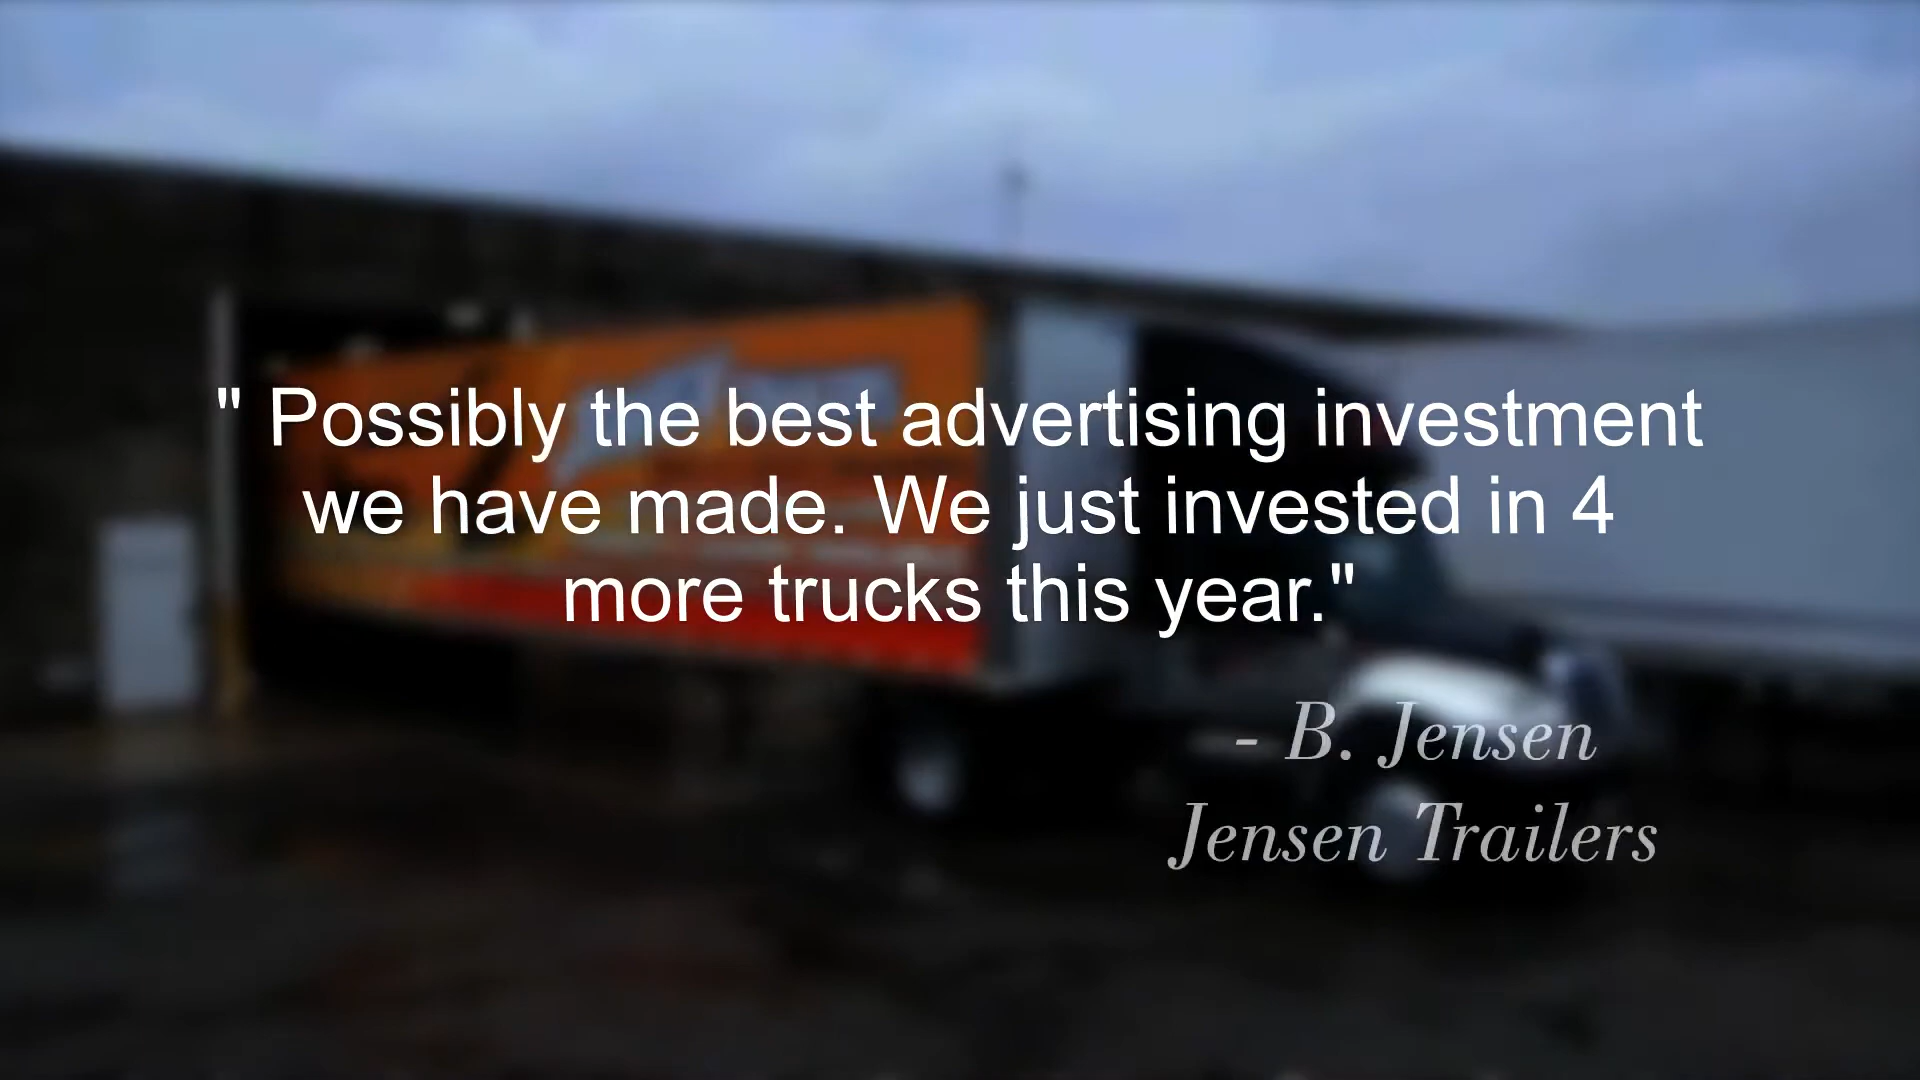 " Possibly the best advertising investment
we have made. We just invested in 4
more trucks this year."
- B. Jensen
Jensen Trailers